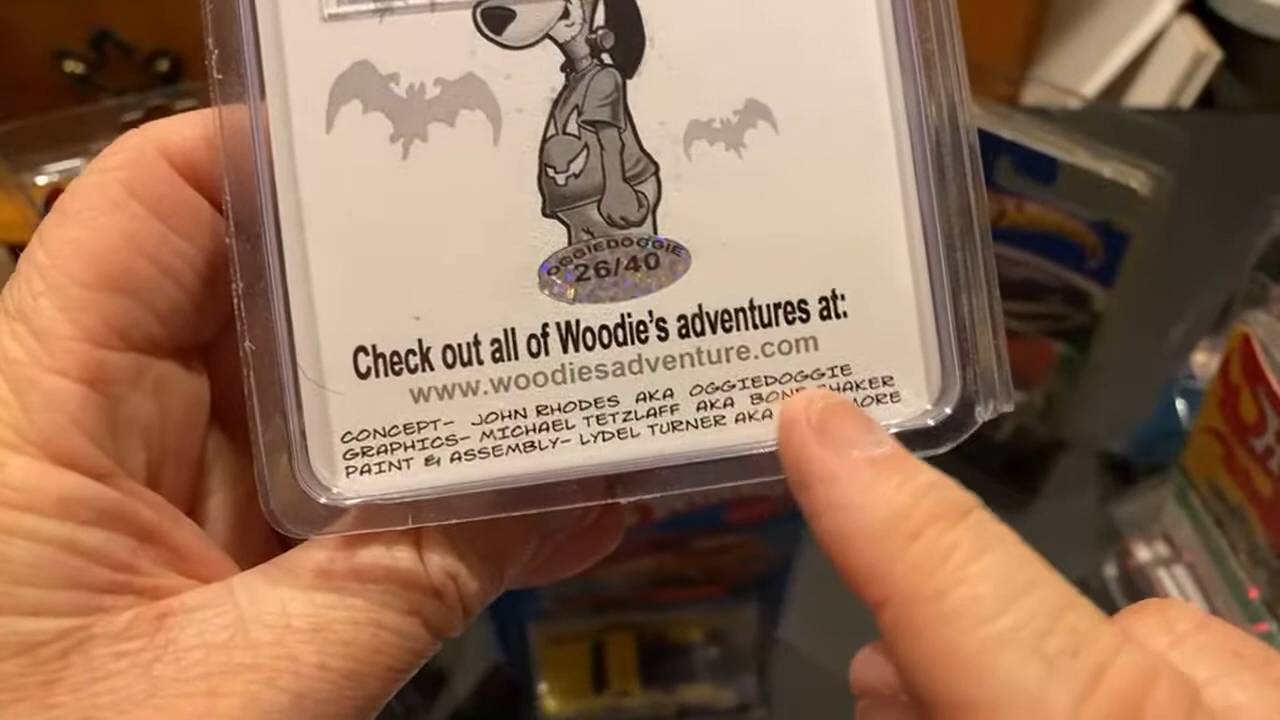 OGGIEDOGGIE
26/40
Check out all of Woodie's adventures at:
www.woodiesadventure.com
CONCEPT- JOHN RHODES AKA OGGIEDOGGIE
GRAPHICS- MICHAEL TETZLAFF AKA BONE SHAKER
PAINT & ASSEMBLY- LYDEL TURNER AKA